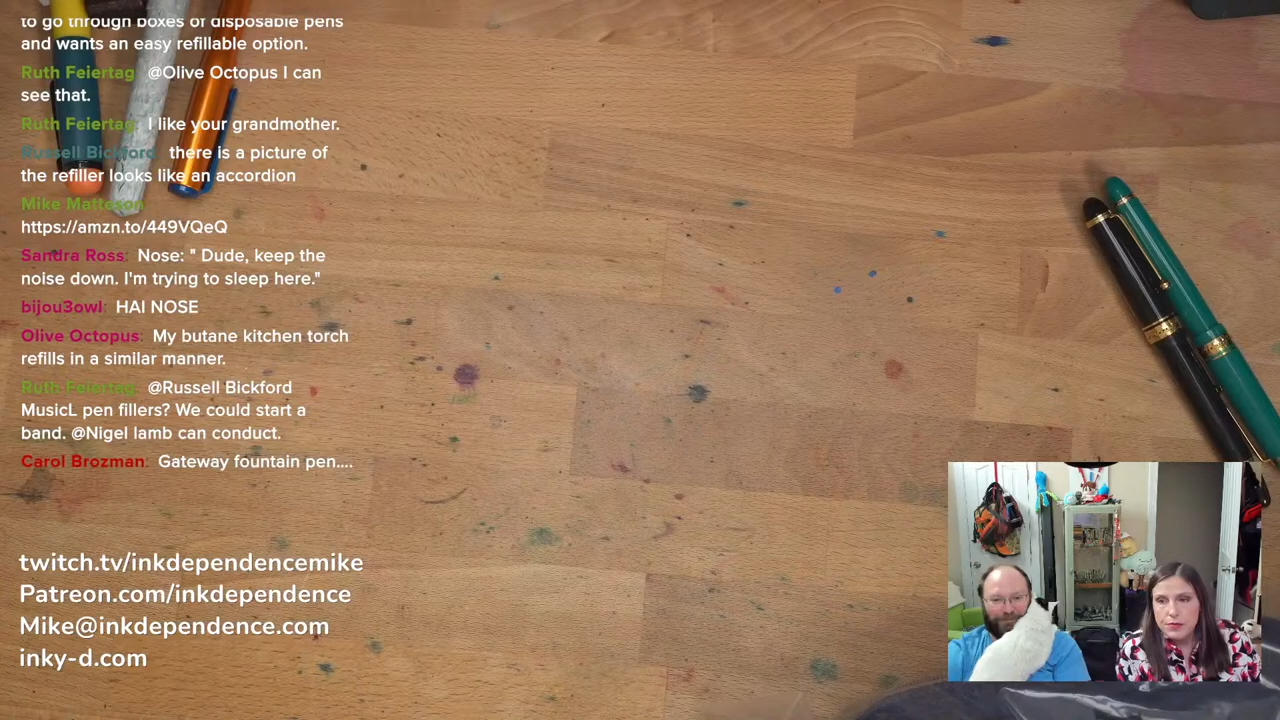 to go through boxes of disposable pens
and wants an easy refillable option.
Ruth Feiertag: @Olive Octopus I can
see that.
Ruth Feiertag: I like your grandmother.
Russell Bickford: there is a picture of
the refiller looks like an accordion
Mike Matteson:
https://amzn.to/449VQeQ
Sandra Ross: Nose: " Dude, keep the
noise down. I'm trying to sleep here."
bijou3owl: HAI NOSE
Olive Octopus: My butane kitchen torch
refills in a similar manner.
Ruth Feiertag: @Russell Bickford
MusicL pen fillers? We could start a
band. @Nigel lamb can conduct.
Carol Brozman: Gateway fountain pen....
twitch.tv/inkdependencemike
Patreon.com/inkdependence
Mike@inkdependence.com
inky-d.com